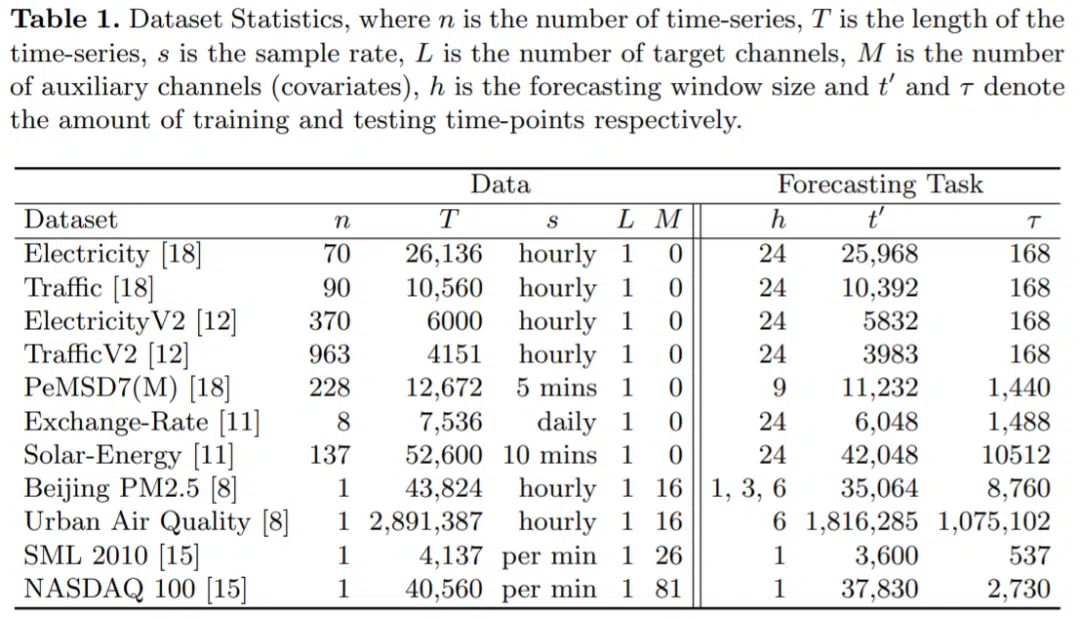 Table 1. Dataset Statistics, where n is the number of time-series, T is the length of the
time-series, s is the sample rate, L is the number of target channels, M is the number
of auxiliary channels (covariates), h is the forecasting window size and t′ and τ denote
the amount of training and testing time-points respectively.
Data Forecasting Task
Dataset n T s L M h t′ τ
Electricity [18] 70 26,136 hourly 1 0 24 25,968 168
Traffic [18] 90 10,560 hourly 1 0 24 10,392 168
ElectricityV2 [12] 370 6000 hourly 1 0 24 5832 168
TrafficV2 [12] 963 4151 hourly 1 0 24 3983 168
PeMSD7(M) [18] 228 12,672 5 mins 1 0 9 11,232 1,440
Exchange-Rate [11] 8 7,536 daily 1 0 24 6,048 1,488
Solar-Energy [11] 137 52,600 10 mins 1 0 24 42,048 10512
Beijing PM2.5 [8] 1 43,824 hourly 1 16 1, 3, 6 35,064 8,760
Urban Air Quality [8] 1 2,891,387 hourly 1 16 6 1,816,285 1,075,102
SML 2010 [15] 1 4,137 per min 1 26 1 3,600 537
NASDAQ 100 [15] 1 40,560 per min 1 81 1 37,830 2,730